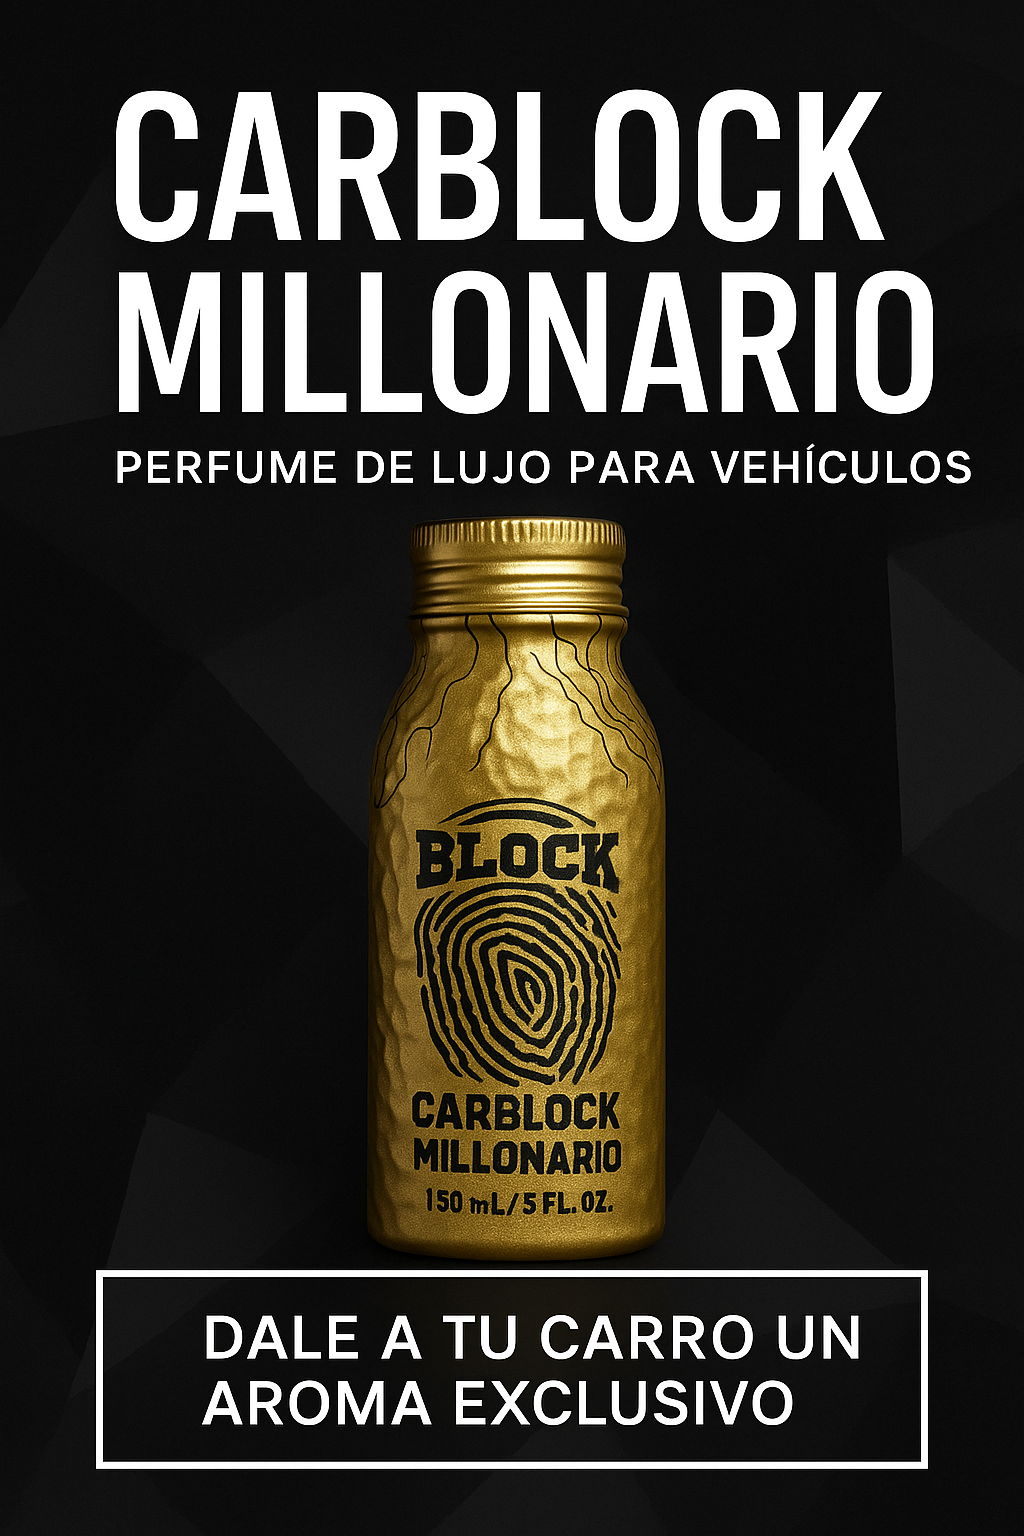 CARBLOCK
MILLONARIO
PERFUME DE LUJO PARA VEHÍCULOS
BLOCK
CARBLOCK
MILLONARIO
150 mL/5 FL. OZ.
DALE A TU CARRO UN
AROMA EXCLUSIVO